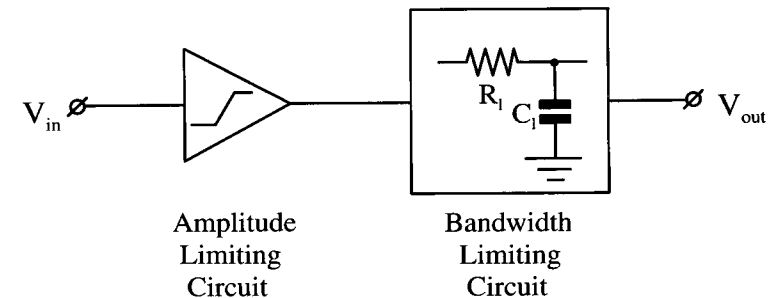 V_in
R_l
C_l
V_out
Amplitude
Limiting
Circuit
Bandwidth
Limiting
Circuit